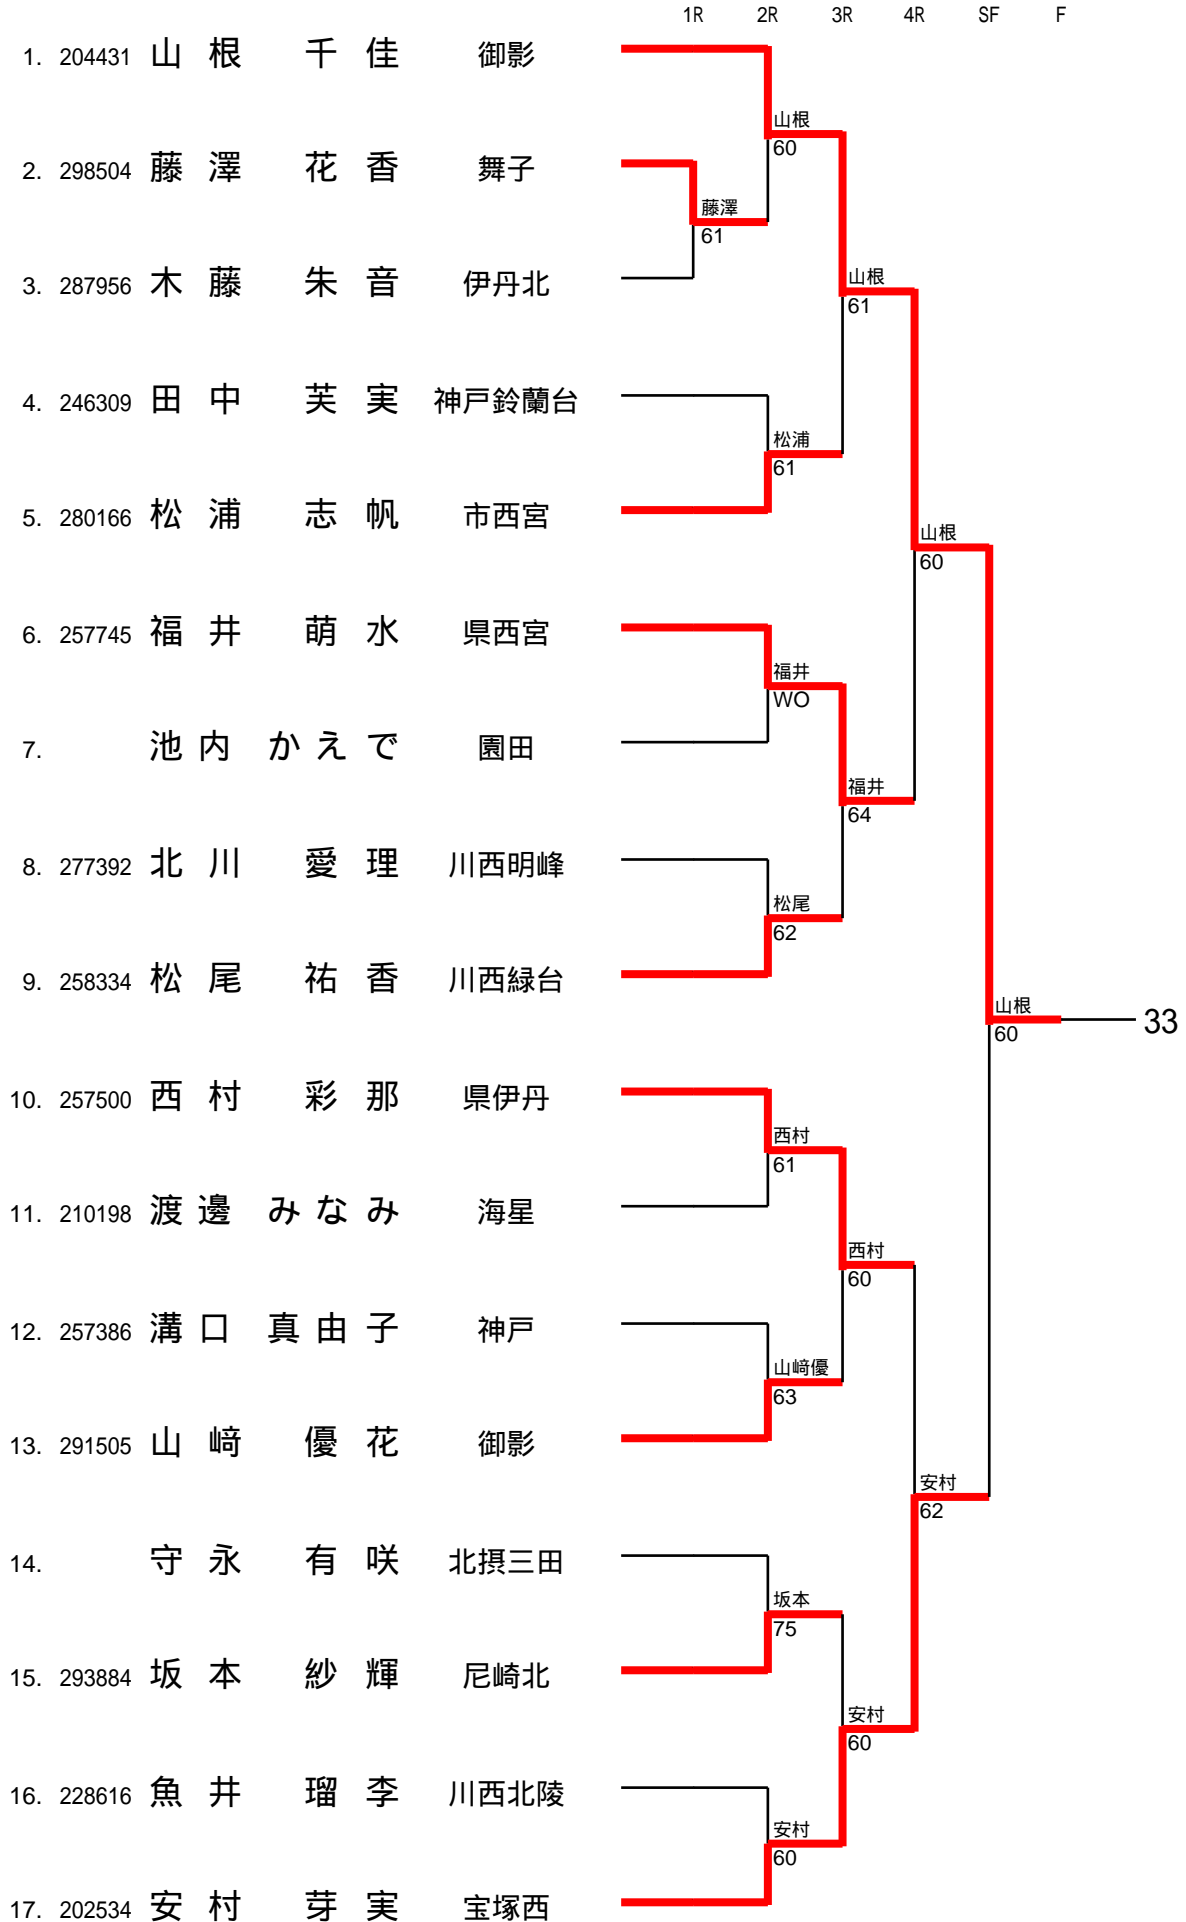 1R 2R 3R 4R SF F
1. 204431 山根 千佳 御影
山根
60
2. 298504 藤澤 花香 舞子
藤澤
61
3. 287956 木藤 朱音 伊丹北
山根
61
4. 246309 田中 芙実 神戸鈴蘭台
松浦
61
5. 280166 松浦 志帆 市西宮
山根
60
6. 257745 福井 萌水 県西宮
福井
WO
7. 池内 かえで 園田
福井
64
8. 277392 北川 愛理 川西明峰
松尾
62
9. 258334 松尾 祐香 川西緑台
山根
60
33
10. 257500 西村 彩那 県伊丹
西村
61
11. 210198 渡邊 みなみ 海星
西村
60
12. 257386 溝口 真由子 神戸
山﨑優
63
13. 291505 山﨑 優花 御影
安村
62
14. 守永 有咲 北摂三田
坂本
75
15. 293884 坂本 紗輝 尼崎北
安村
60
16. 228616 魚井 瑠李 川西北陵
安村
60
17. 202534 安村 芽実 宝塚西